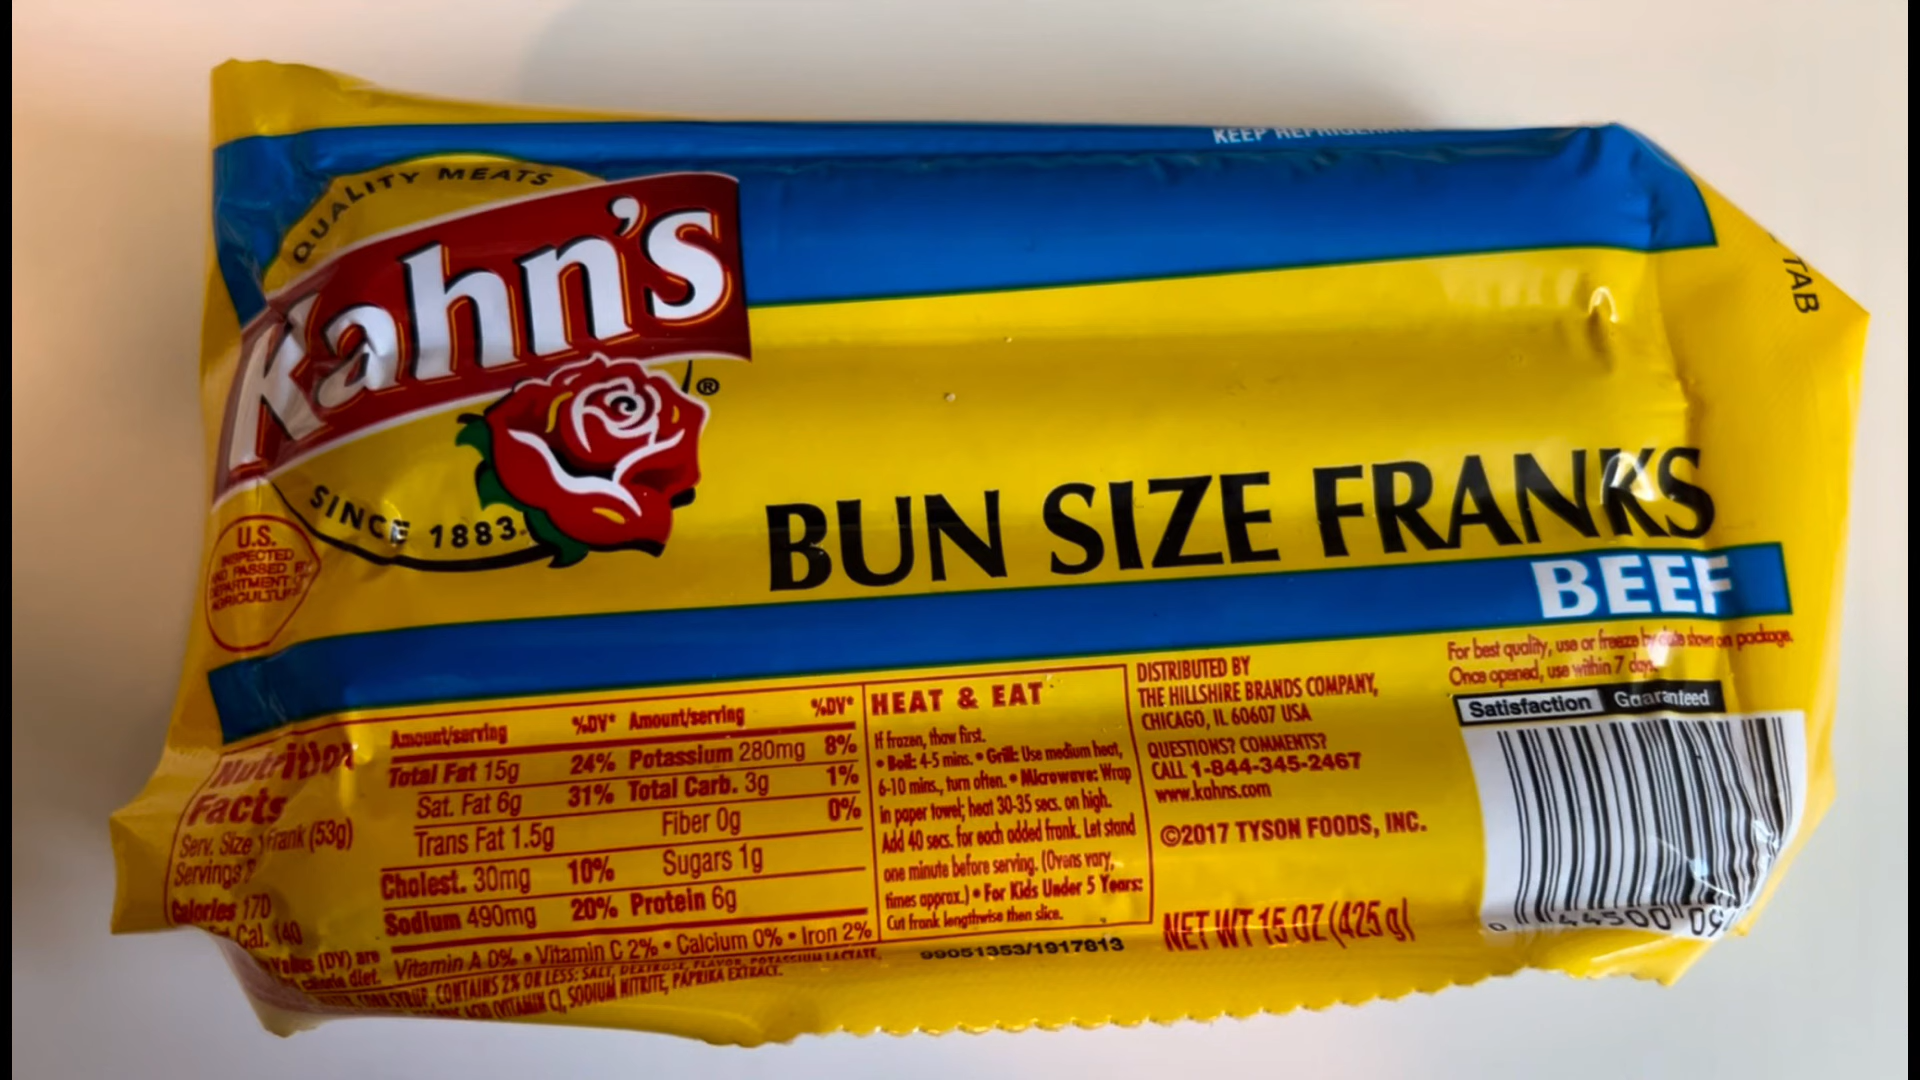 KEEP REFRIGERATED
QUALITY MEATS
Kahn's
®
SINCE 1883
TAB
U.S.
INSPECTED
AND PASSED BY
DEPARTMENT OF
AGRICULTURE
BUN SIZE FRANKS
BEEF
For best quality, use or freeze by date shown on package.
Once opened, use within 7 days.
Satisfaction Guaranteed
Nutrition
Facts
Serv. Size 1 Frank (53g)
Servings
Calories 170
Cal. 140
Values (DV) are
calorie diet.
Amount/serving %DV* Amount/serving %DV*
Total Fat 15g 24% Potassium 280mg 8%
Sat. Fat 6g 31% Total Carb. 3g 1%
Trans Fat 1.5g Fiber 0g 0%
Cholest. 30mg 10% Sugars 1g
Sodium 490mg 20% Protein 6g
Vitamin A 0% • Vitamin C 2% • Calcium 0% • Iron 2%
CORN SYRUP, CONTAINS 2% OR LESS: SALT, DEXTROSE, FLAVOR, POTASSIUM LACTATE,
ACID (VITAMIN C), SODIUM NITRITE, PAPRIKA EXTRACT.
HEAT & EAT
If frozen, thaw first.
• Boil: 4-5 mins. • Grill: Use medium heat,
6-10 mins., turn often. • Microwave: Wrap
in paper towel; heat 30-35 secs. on high.
Add 40 secs. for each added frank. Let stand
one minute before serving. (Ovens vary,
times approx.) • For Kids Under 5 Years:
Cut frank lengthwise then slice.
99051353/1917813
DISTRIBUTED BY
THE HILLSHIRE BRANDS COMPANY,
CHICAGO, IL 60607 USA
QUESTIONS? COMMENTS?
CALL 1-844-345-2467
www.kahns.com
©2017 TYSON FOODS, INC.
NET WT 15 OZ (425 g)
0 44500 09